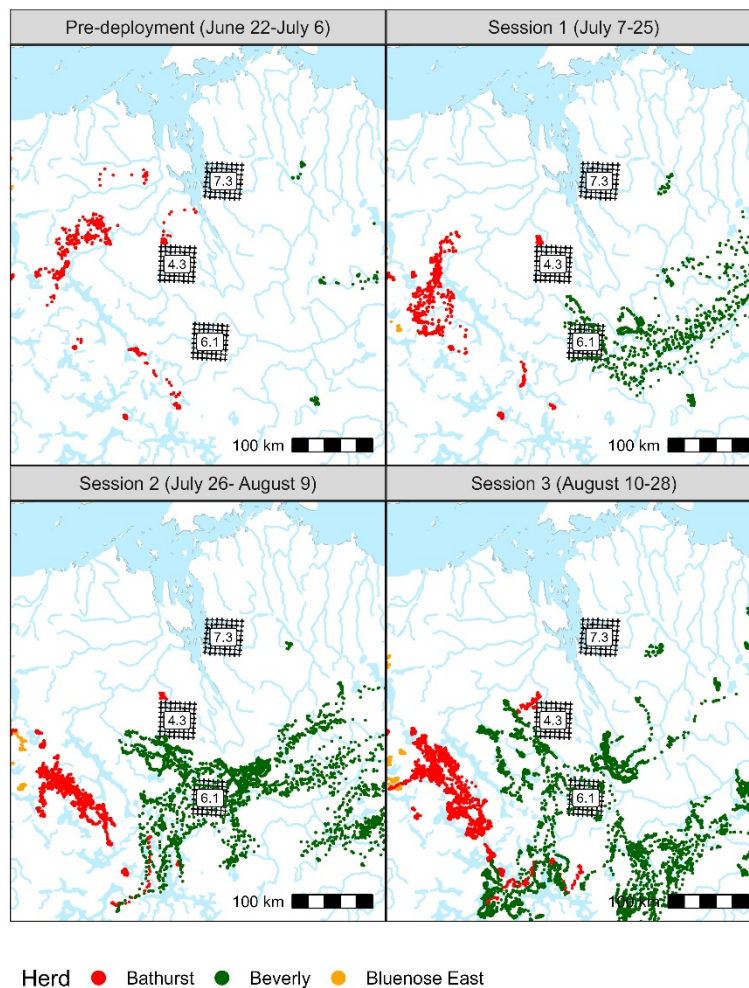 Pre-deployment (June 22-July 6)
Session 1 (July 7-25)
7.3
4.3
6.1
100 km
7.3
4.3
6.1
100 km
Session 2 (July 26- August 9)
Session 3 (August 10-28)
7.3
4.3
6.1
100 km
7.3
4.3
6.1
100 km
Herd Bathurst Beverly Bluenose East